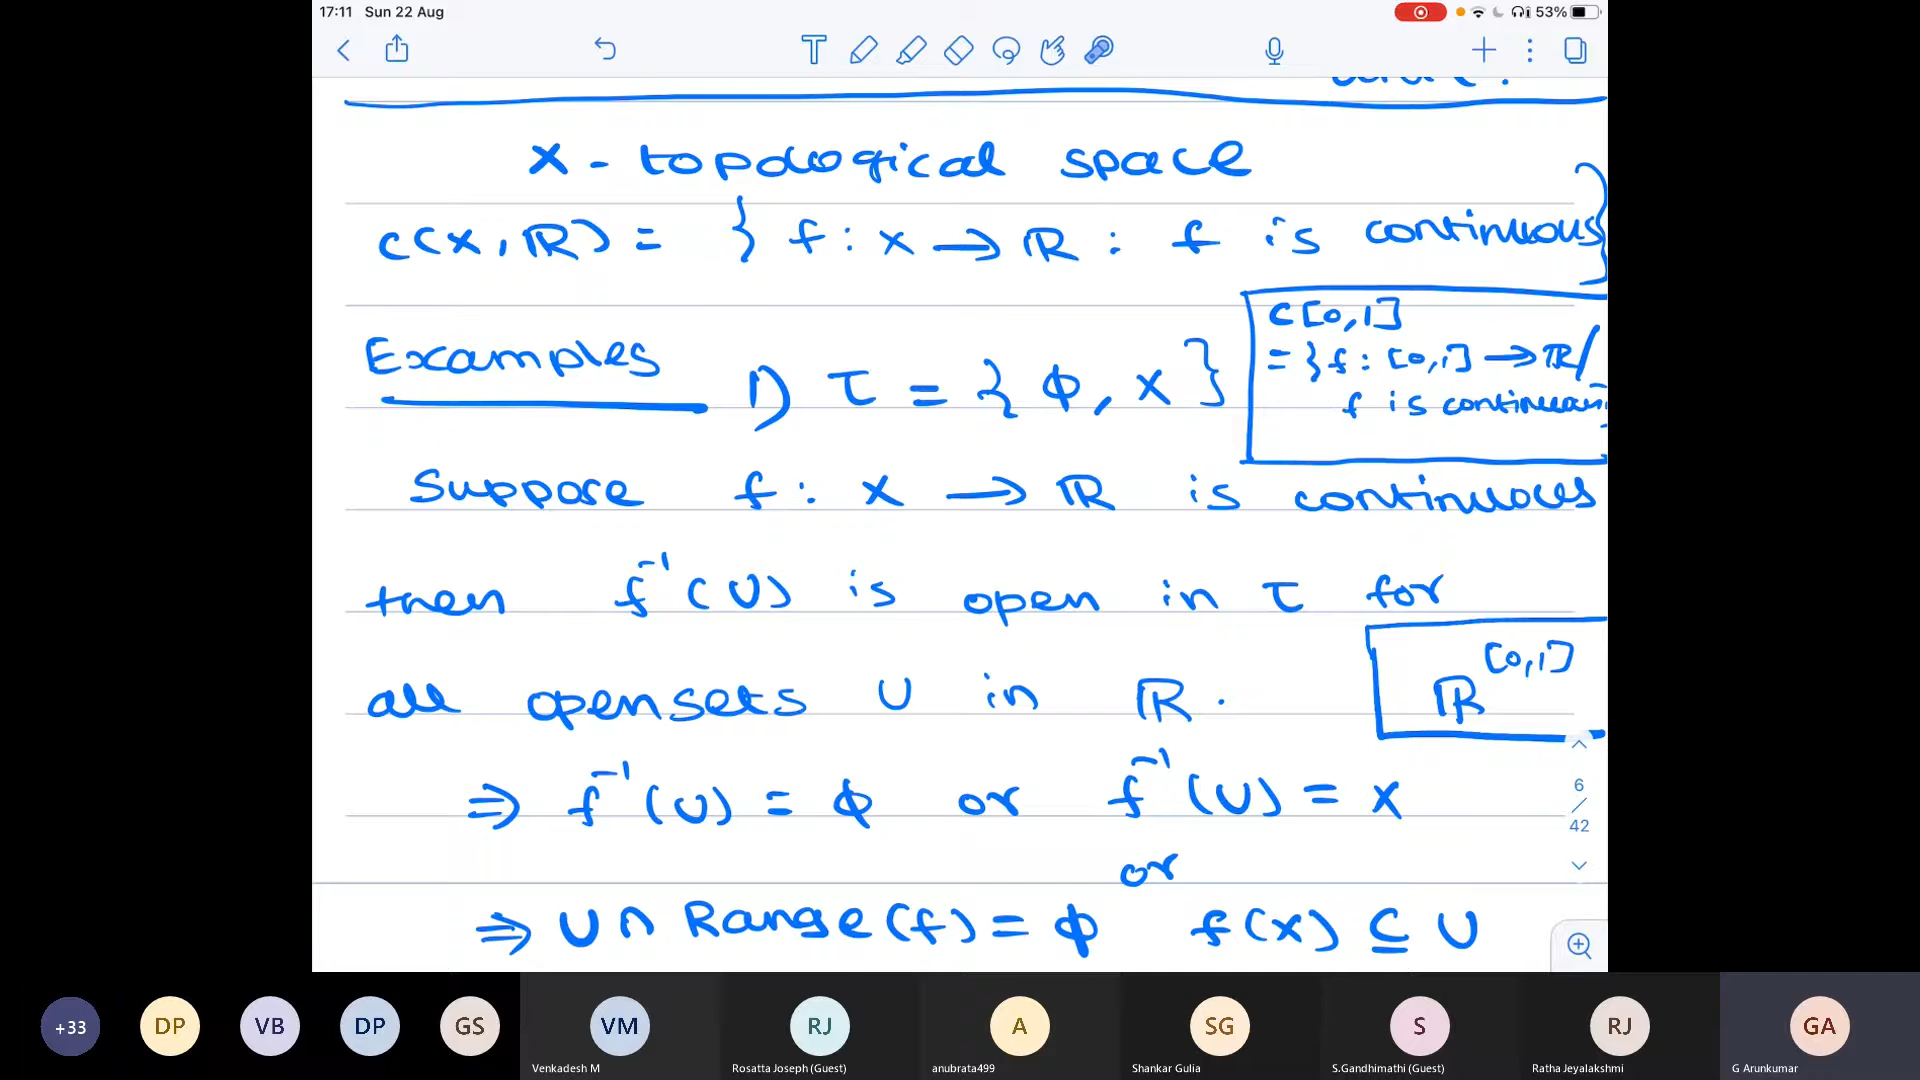 17:11 Sun 22 Aug
53%
X - topological space
C(X, ℝ) = { f : X → ℝ : f is continuous }
C[0,1]
= { f : [0,1] → ℝ /
f is continuous
Examples 1) τ = { ϕ, X }
Suppose f : X → ℝ is continuous
then f⁻¹(U) is open in τ for
all opensets U in ℝ.
ℝ^[0,1]
⇒ f⁻¹(U) = ϕ or f⁻¹(U) = X
or
⇒ U ∩ Range(f) = ϕ f(X) ⊆ U
6
/
42
+33 DP VB DP GS VM RJ A SG S RJ GA
Venkadesh M Rosatta Joseph (Guest) anubrata499 Shankar Gulia S.Gandhimathi (Guest) Ratha Jeyalakshmi G Arunkumar